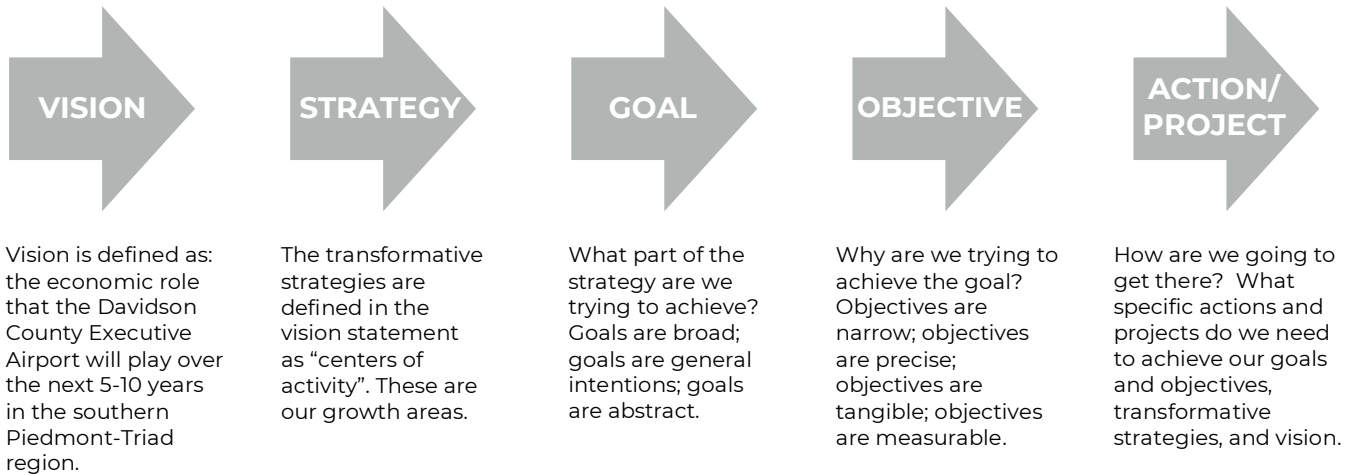 VISION
STRATEGY
GOAL
OBJECTIVE
ACTION/
PROJECT
Vision is defined as:
the economic role
that the Davidson
County Executive
Airport will play over
the next 5-10 years
in the southern
Piedmont-Triad
region.
The transformative
strategies are
defined in the
vision statement
as “centers of
activity”. These are
our growth areas.
What part of the
strategy are we
trying to achieve?
Goals are broad;
goals are general
intentions; goals
are abstract.
Why are we trying to
achieve the goal?
Objectives are
narrow; objectives
are precise;
objectives are
tangible; objectives
are measurable.
How are we going to
get there?  What
specific actions and
projects do we need
to achieve our goals
and objectives,
transformative
strategies, and vision.